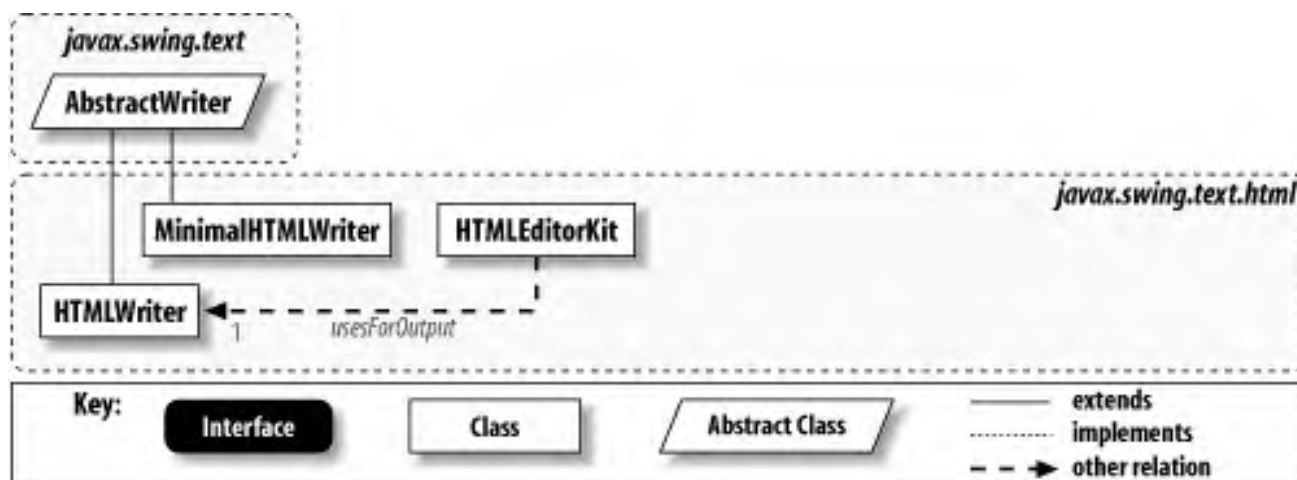 javax.swing.text
AbstractWriter
javax.swing.text.html
MinimalHTMLWriter
HTMLEditorKit
HTMLWriter
1
usesForOutput
Key:
Interface
Class
Abstract Class
extends
implements
other relation